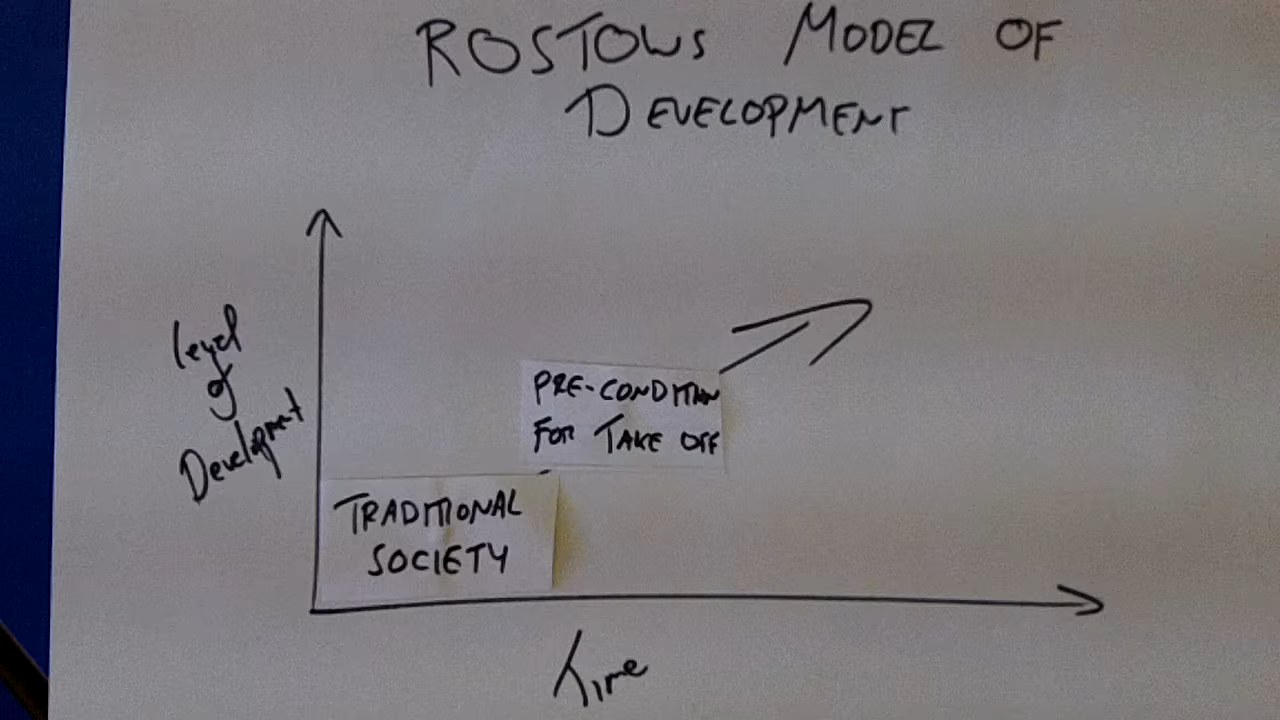 ROSTOWS MODEL OF
DEVELOPMENT
level
of
Development
PRE-CONDITION
FOR TAKE OFF
TRADITIONAL
SOCIETY
Time